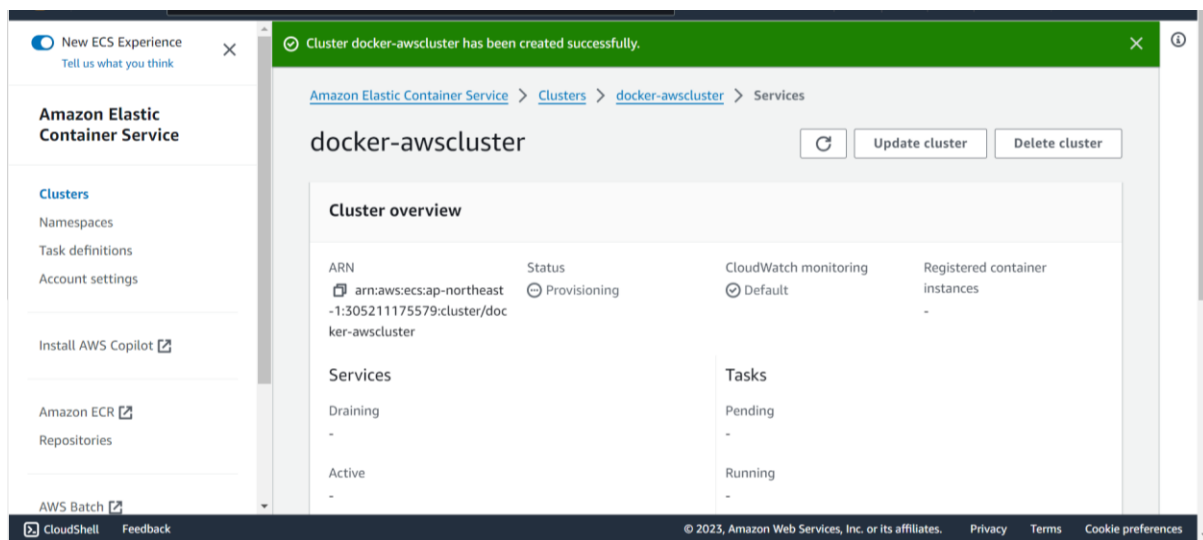 New ECS Experience
Tell us what you think
Amazon Elastic
Container Service
Clusters
Namespaces
Task definitions
Account settings
Install AWS Copilot
Amazon ECR
Repositories
AWS Batch
Cluster docker-awscluster has been created successfully.
Amazon Elastic Container Service > Clusters > docker-awscluster > Services
docker-awscluster
Update cluster
Delete cluster
Cluster overview
ARN
arn:aws:ecs:ap-northeast
-1:305211175579:cluster/doc
ker-awscluster
Status
Provisioning
CloudWatch monitoring
Default
Registered container
instances
-
Services
Draining
-
Active
-
Tasks
Pending
-
Running
-
CloudShell
Feedback
© 2023, Amazon Web Services, Inc. or its affiliates.
Privacy
Terms
Cookie preferences